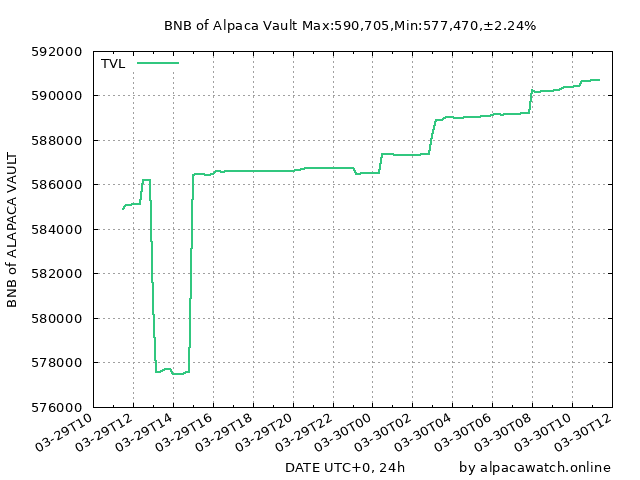 BNB of Alpaca Vault Max:590,705,Min:577,470,±2.24%
TVL
BNB of ALAPACA VAULT
592000
590000
588000
586000
584000
582000
580000
578000
576000
03-29T10
03-29T12
03-29T14
03-29T16
03-29T18
03-29T20
03-29T22
03-30T00
03-30T02
03-30T04
03-30T06
03-30T08
03-30T10
03-30T12
DATE UTC+0, 24h
by alpacawatch.online